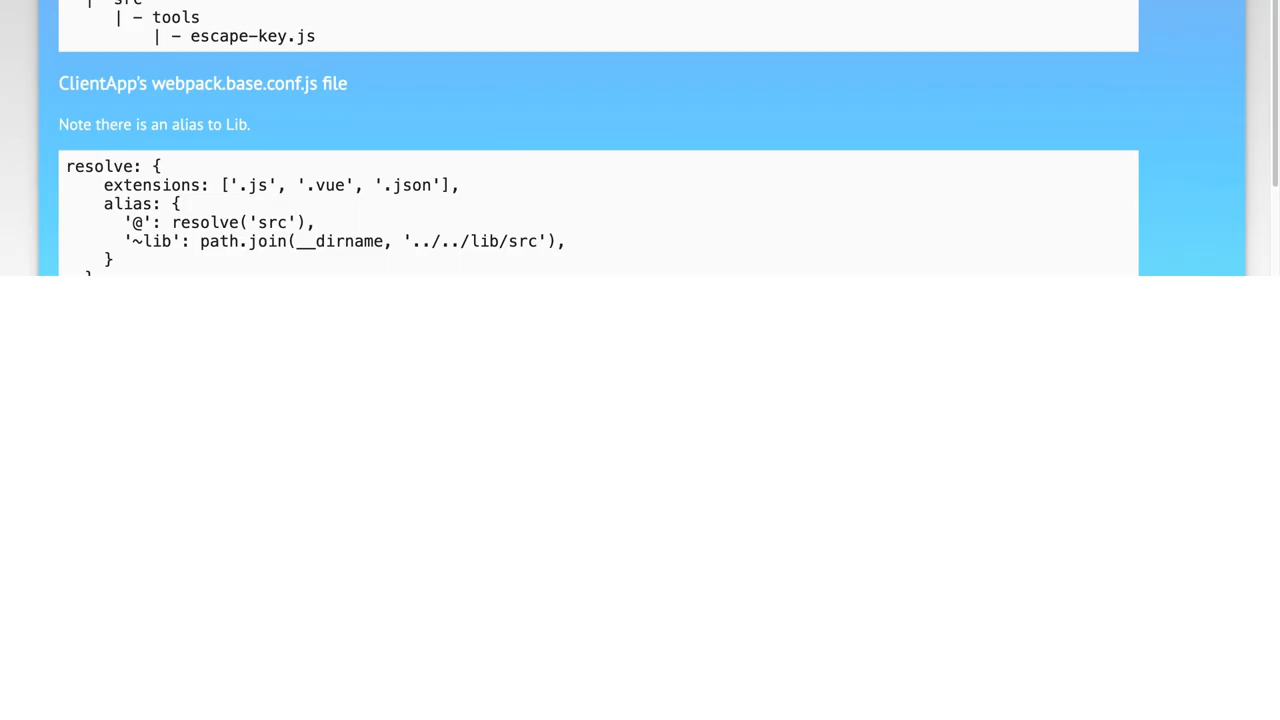 | - tools
| - escape-key.js
ClientApp's webpack.base.conf.js file
Note there is an alias to Lib.
resolve: {
extensions: ['.js', '.vue', '.json'],
alias: {
'@': resolve('src'),
'~lib': path.join(__dirname, '../../lib/src'),
}